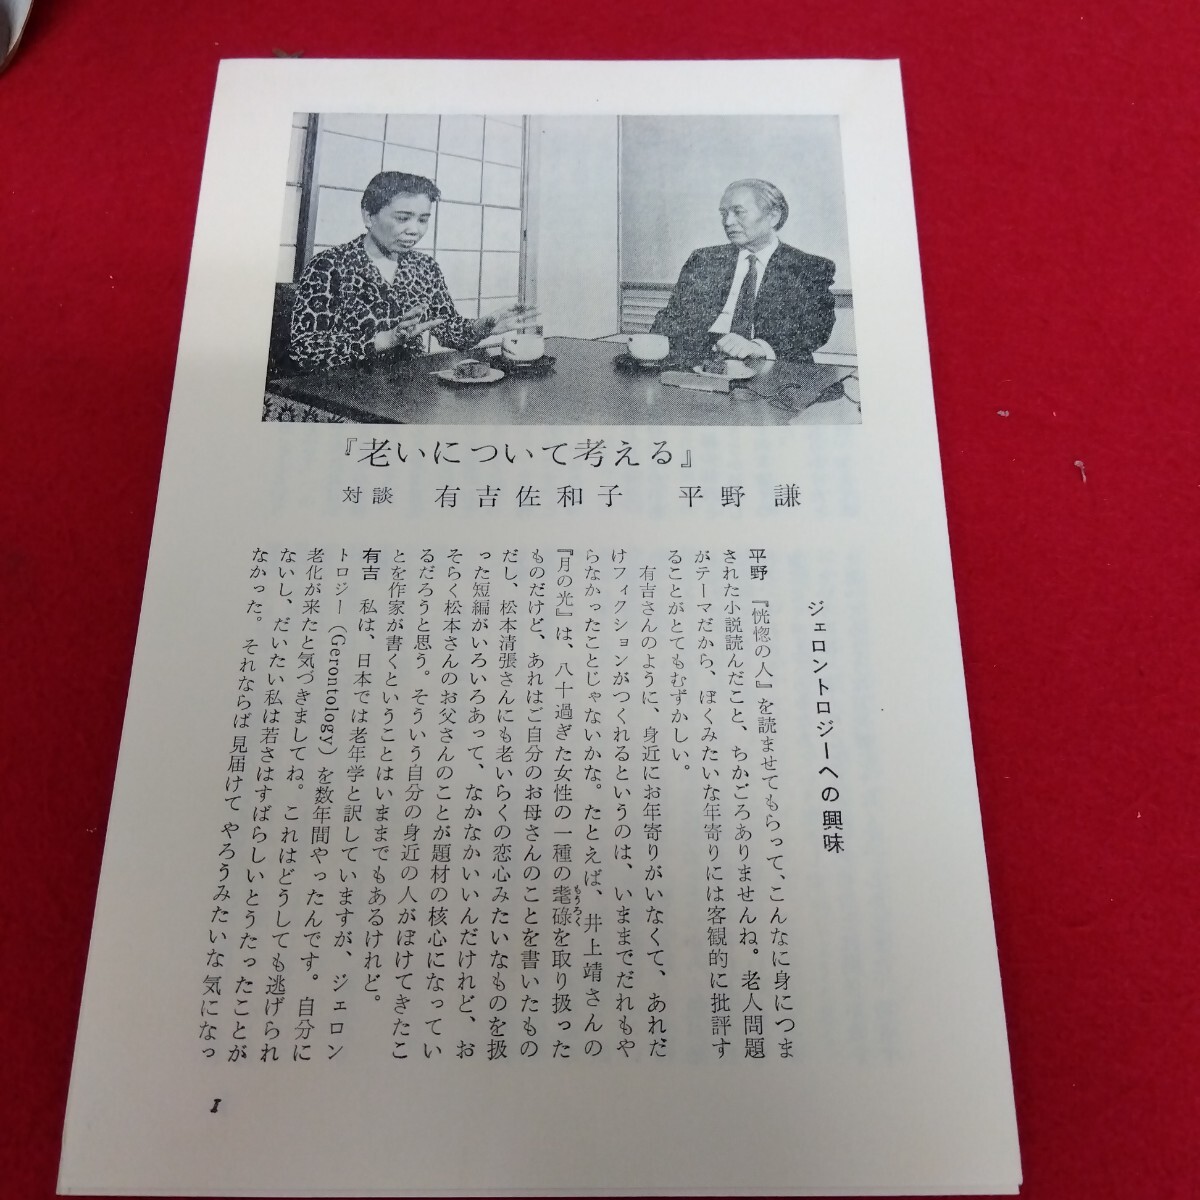 『老いについて考える』
対談 有吉佐和子 平野謙
ジェロントロジーへの興味
平野 『恍惚の人』を読ませてもらって、こんなに身につま
された小説読んだこと、ちかごろありませんね。老人問題
がテーマだから、ぼくみたいな年寄りには客観的に批評す
ることがとてもむずかしい。
有吉さんのように、身近にお年寄りがいなくて、あれだ
けフィクションがつくれるというのは、いままでだれもや
らなかったことじゃないかな。たとえば、井上靖さんの
『月の光』は、八十過ぎた女性の一種の耄碌を取り扱った
もうろく
ものだけど、あれはご自分のお母さんのことを書いたもの
だし、松本清張さんにも老いらくの恋心みたいなものを扱
った短編がいろいろあって、なかなかいいんだけれど、お
そらく松本さんのお父さんのことが題材の核心になってい
るだろうと思う。そういう自分の身近の人がぼけてきたこ
とを作家が書くということはいままでもあるけれど。
有吉 私は、日本では老年学と訳していますが、ジェロン
トロジー（Gerontology）を数年間やったんです。自分に
老化が来たと気づきましてね。これはどうしても逃げられ
ないし、だいたい私は若さはすばらしいとうたったことが
なかった。それならば見届けてやろうみたいな気になっ
1